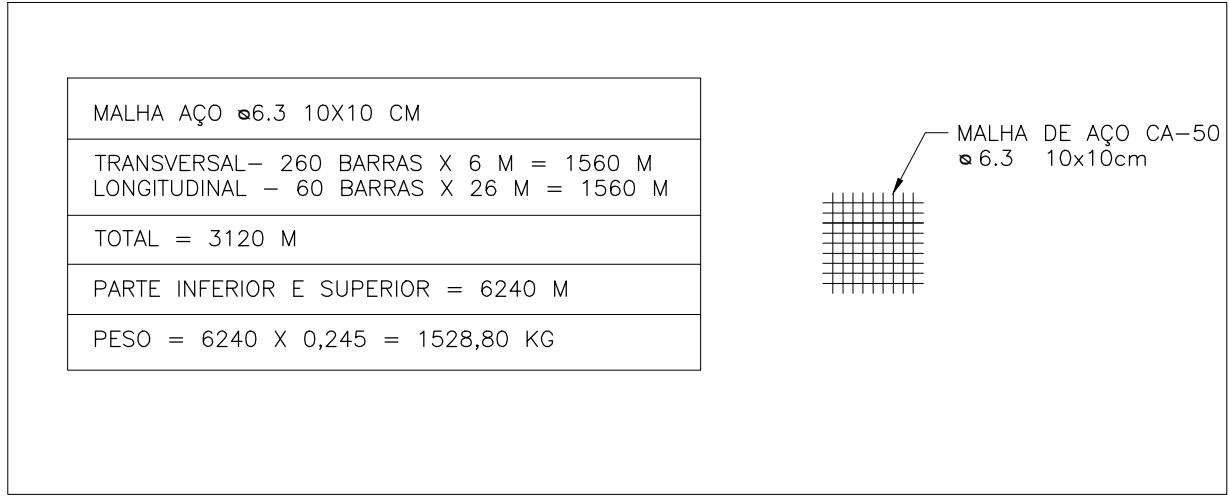 MALHA AÇO ø6.3 10X10 CM
TRANSVERSAL– 260 BARRAS X 6 M = 1560 M
LONGITUDINAL – 60 BARRAS X 26 M = 1560 M
TOTAL = 3120 M
PARTE INFERIOR E SUPERIOR = 6240 M
PESO = 6240 X 0,245 = 1528,80 KG
MALHA DE AÇO CA–50
ø 6.3 10x10cm